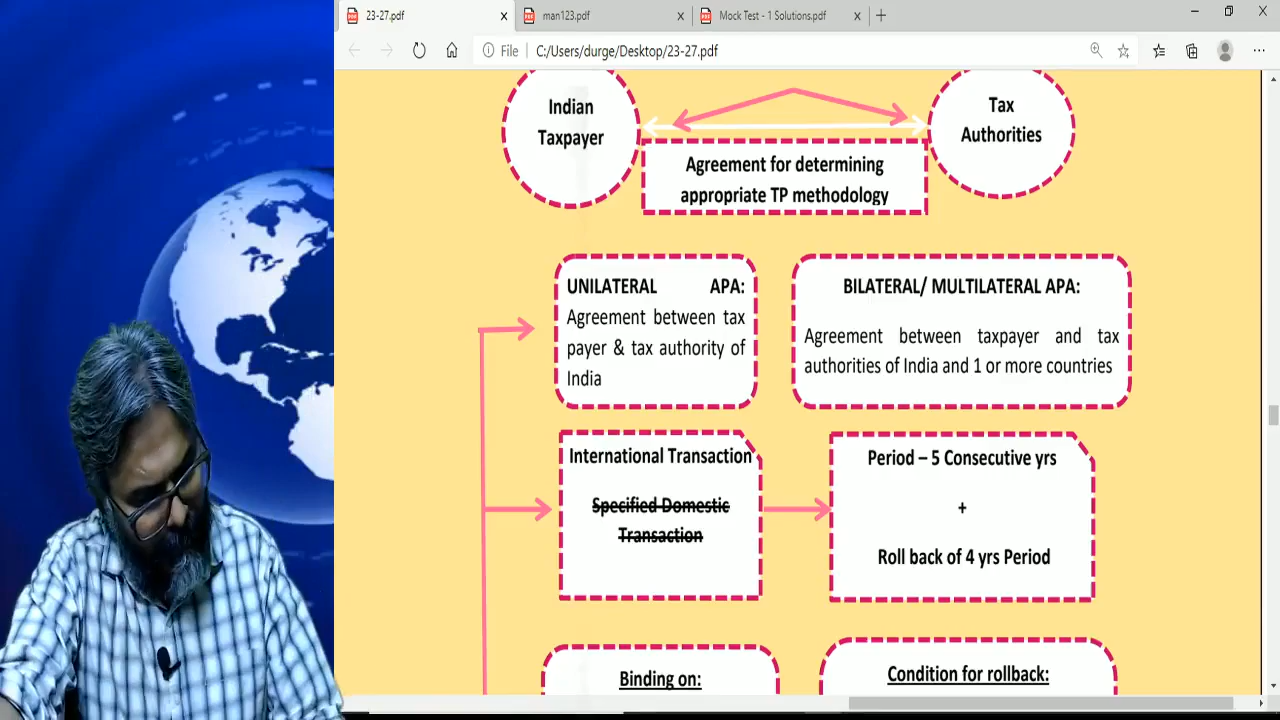 23-27.pdf
man123.pdf
Mock Test - 1 Solutions.pdf
File
C:/Users/durge/Desktop/23-27.pdf
Indian
Taxpayer
Tax
Authorities
Agreement for determining
appropriate TP methodology
UNILATERAL APA:
Agreement between tax
payer & tax authority of
India
BILATERAL/ MULTILATERAL APA:
Agreement between taxpayer and tax
authorities of India and 1 or more countries
International Transaction
Specified Domestic
Transaction
Period – 5 Consecutive yrs
+
Roll back of 4 yrs Period
Binding on:
Condition for rollback: